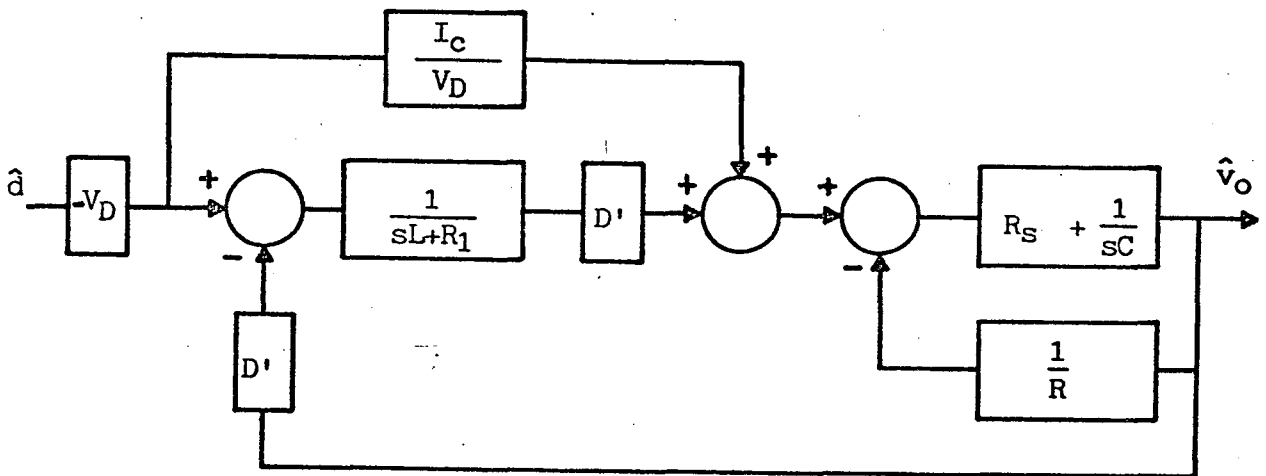 I_c
V_D
+
d̂
-V_D
+
-
1
sL+R_1
D'
+
+
-
R_S + 1
sC
v̂_o
D'
1
R